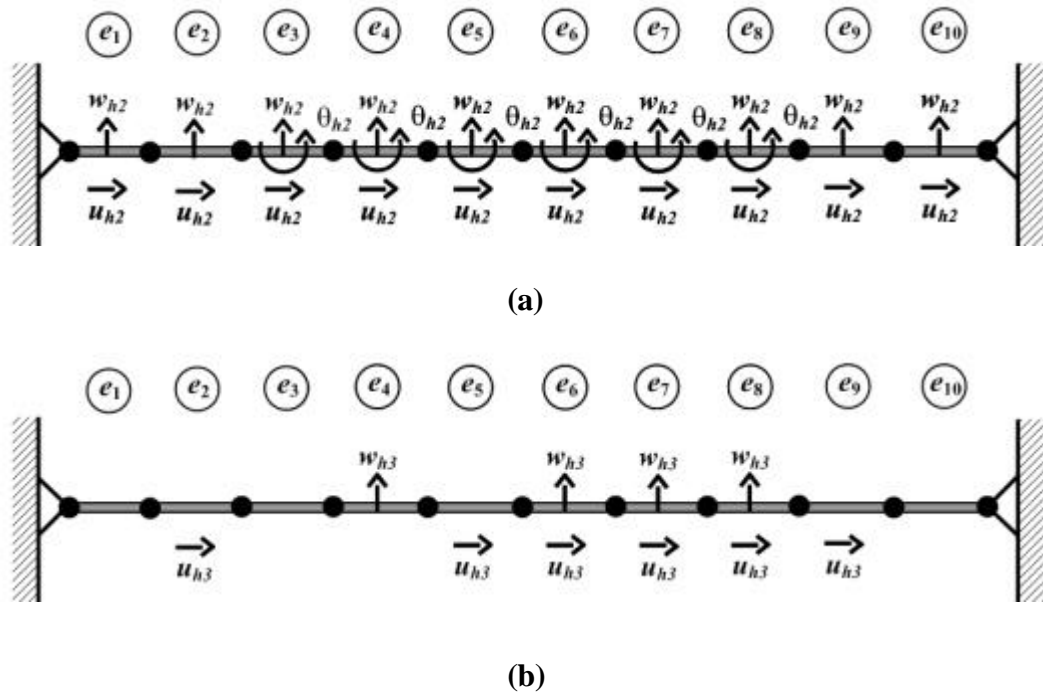 e1 e2 e3 e4 e5 e6 e7 e8 e9 e10
wh2 wh2 wh2 θh2 wh2 θh2 wh2 θh2 wh2 θh2 wh2 θh2 wh2 θh2 wh2 wh2
uh2 uh2 uh2 uh2 uh2 uh2 uh2 uh2 uh2 uh2
(a)
e1 e2 e3 e4 e5 e6 e7 e8 e9 e10
wh3 wh3 wh3 wh3
uh3 uh3 uh3 uh3 uh3 uh3
(b)